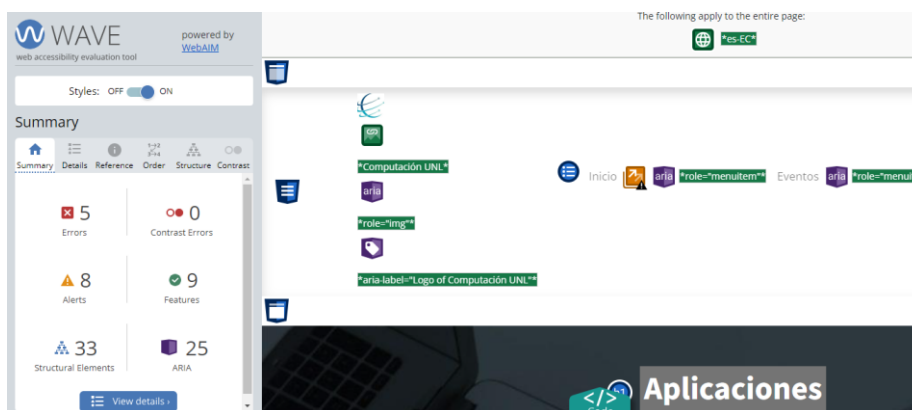 WAVE
web accessibility evaluation tool
powered by
WebAIM
Styles: OFF ON
Summary
Summary Details Reference Order Structure Contrast
5
Errors
0
Contrast Errors
8
Alerts
9
Features
33
Structural Elements
25
ARIA
View details ›
The following apply to the entire page:
*es-EC*
*Computación UNL*
aria
*role="img"*
*aria-label="Logo of Computación UNL"*
Inicio aria *role="menuitem"* Eventos aria *role="menui
h1
Aplicaciones
</>